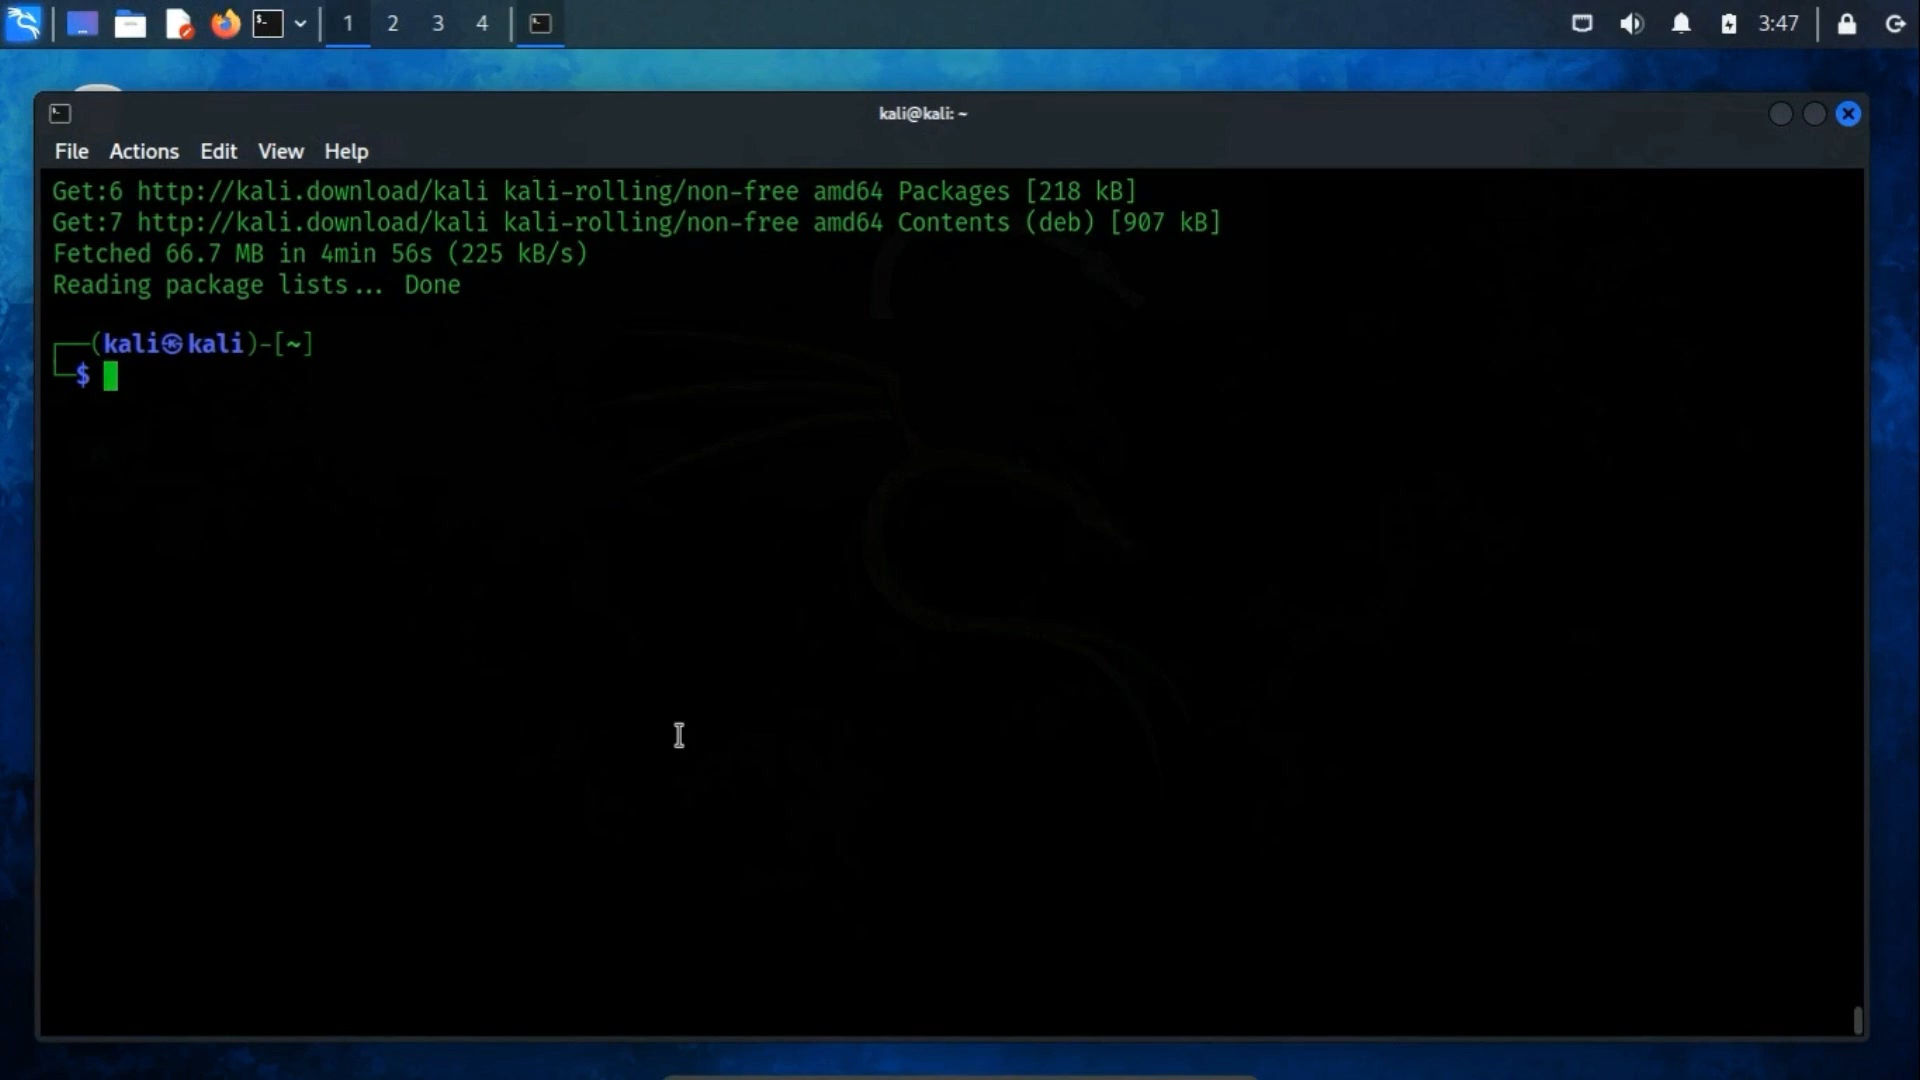 1 2 3 4 3:47
kali@kali: ~
File Actions Edit View Help
Get:6 http://kali.download/kali kali-rolling/non-free amd64 Packages [218 kB]
Get:7 http://kali.download/kali kali-rolling/non-free amd64 Contents (deb) [907 kB]
Fetched 66.7 MB in 4min 56s (225 kB/s)
Reading package lists... Done
┌──(kali㉿kali)-[~]
└─$